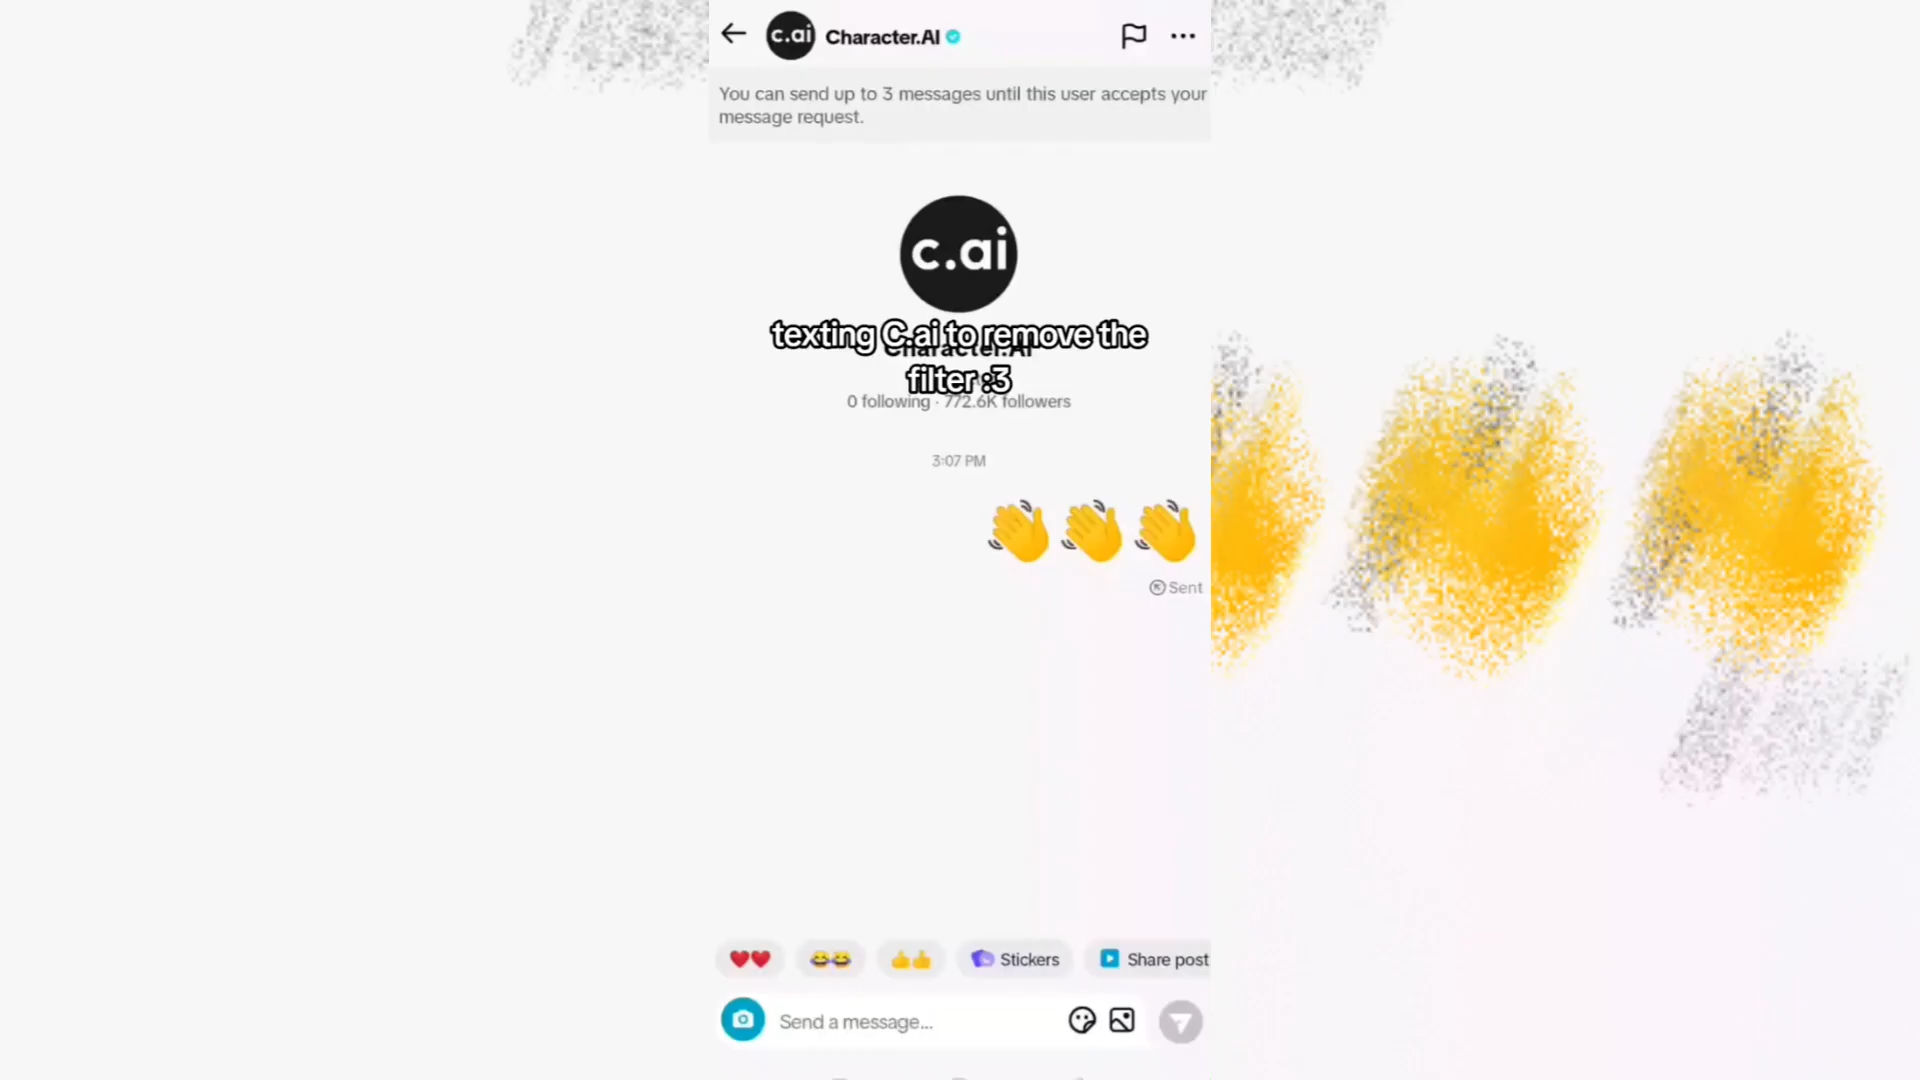 c.ai
Character.AI
You can send up to 3 messages until this user accepts your
message request.
c.ai
texting C.ai to remove the
Character.AI
filter :3
0 following · 772.6K followers
3:07 PM
👋 👋 👋
Sent
❤️❤️ 😂😂 👍👍 Stickers Share post
Send a message...